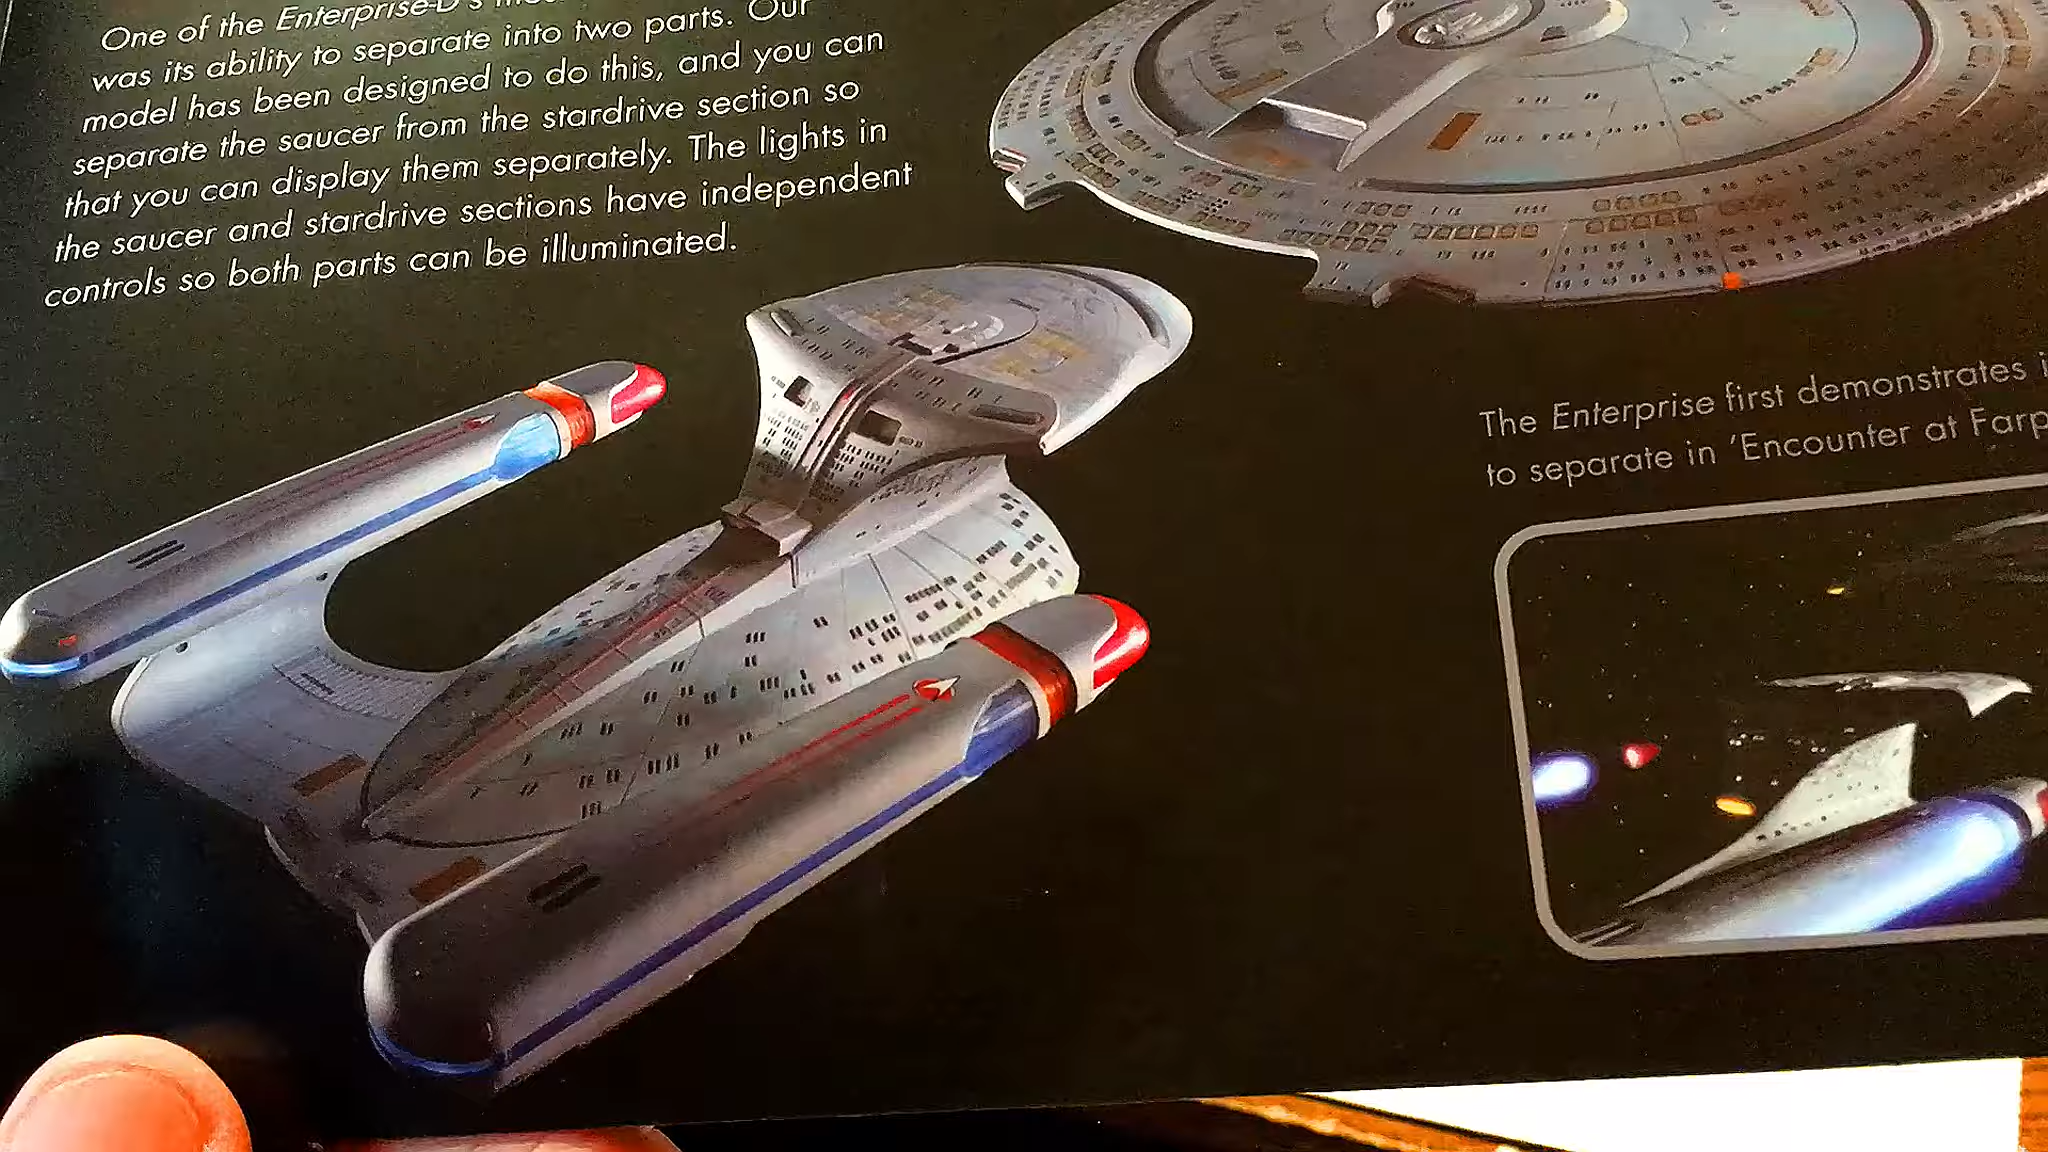 One of the Enterprise-D's
was its ability to separate into two parts. Our
model has been designed to do this, and you can
separate the saucer from the stardrive section so
that you can display them separately. The lights in
the saucer and stardrive sections have independent
controls so both parts can be illuminated.
The Enterprise first demonstrates
to separate in 'Encounter at